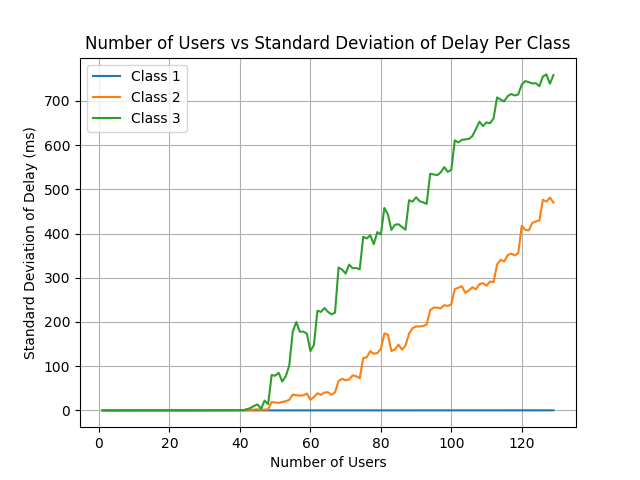 Number of Users vs Standard Deviation of Delay Per Class
Class 1
Class 2
Class 3
Standard Deviation of Delay (ms)
700
600
500
400
300
200
100
0
0 20 40 60 80 100 120
Number of Users